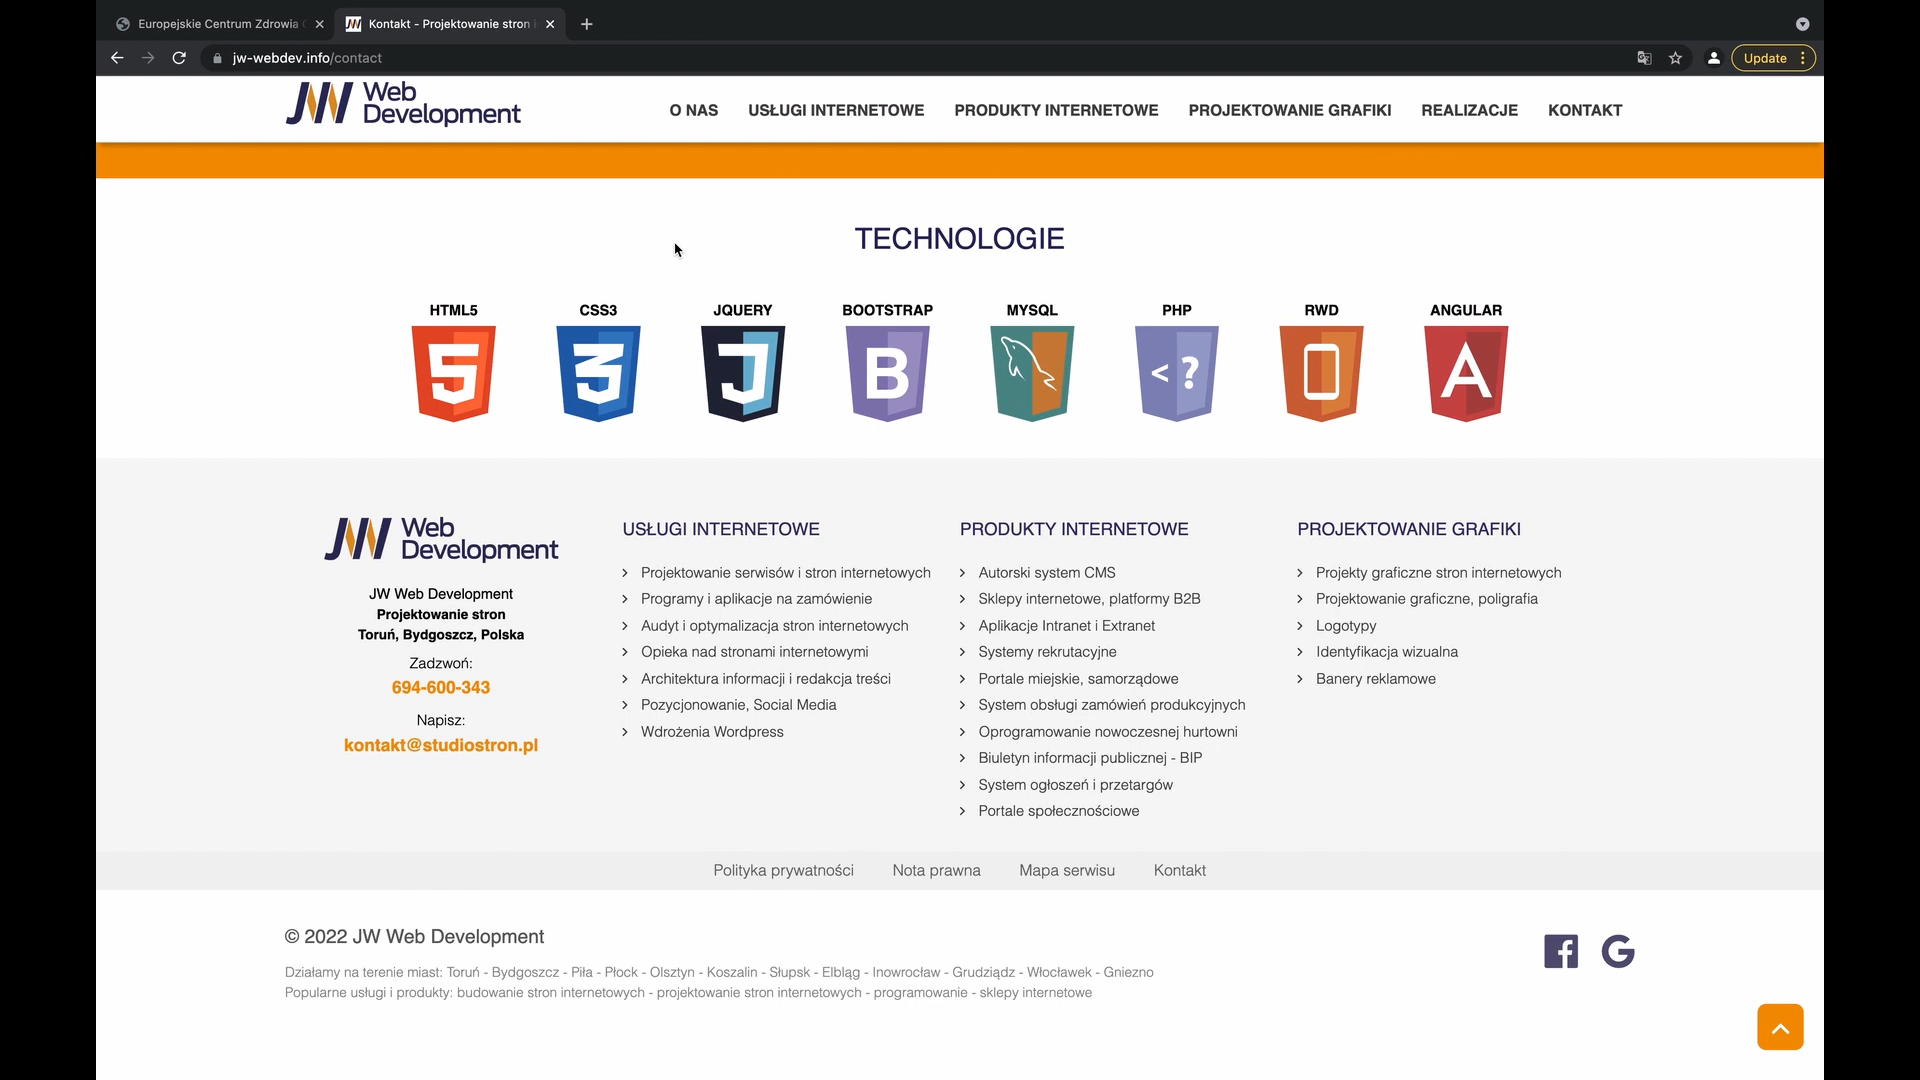 Europejskie Centrum Zdrowia
Kontakt - Projektowanie stron
jw-webdev.info/contact
Update
JW Web Development
O NAS
USŁUGI INTERNETOWE
PRODUKTY INTERNETOWE
PROJEKTOWANIE GRAFIKI
REALIZACJE
KONTAKT
TECHNOLOGIE
HTML5
CSS3
JQUERY
BOOTSTRAP
MYSQL
PHP
RWD
ANGULAR
5
3
J
B
< ?
A
JW Web Development
JW Web Development
Projektowanie stron
Toruń, Bydgoszcz, Polska
Zadzwoń:
694-600-343
Napisz:
kontakt@studiostron.pl
USŁUGI INTERNETOWE
Projektowanie serwisów i stron internetowych
Programy i aplikacje na zamówienie
Audyt i optymalizacja stron internetowych
Opieka nad stronami internetowymi
Architektura informacji i redakcja treści
Pozycjonowanie, Social Media
Wdrożenia Wordpress
PRODUKTY INTERNETOWE
Autorski system CMS
Sklepy internetowe, platformy B2B
Aplikacje Intranet i Extranet
Systemy rekrutacyjne
Portale miejskie, samorządowe
System obsługi zamówień produkcyjnych
Oprogramowanie nowoczesnej hurtowni
Biuletyn informacji publicznej - BIP
System ogłoszeń i przetargów
Portale społecznościowe
PROJEKTOWANIE GRAFIKI
Projekty graficzne stron internetowych
Projektowanie graficzne, poligrafia
Logotypy
Identyfikacja wizualna
Banery reklamowe
Polityka prywatności
Nota prawna
Mapa serwisu
Kontakt
© 2022 JW Web Development
Działamy na terenie miast: Toruń - Bydgoszcz - Piła - Płock - Olsztyn - Koszalin - Słupsk - Elbląg - Inowrocław - Grudziądz - Włocławek - Gniezno
Popularne usługi i produkty: budowanie stron internetowych - projektowanie stron internetowych - programowanie - sklepy internetowe
G